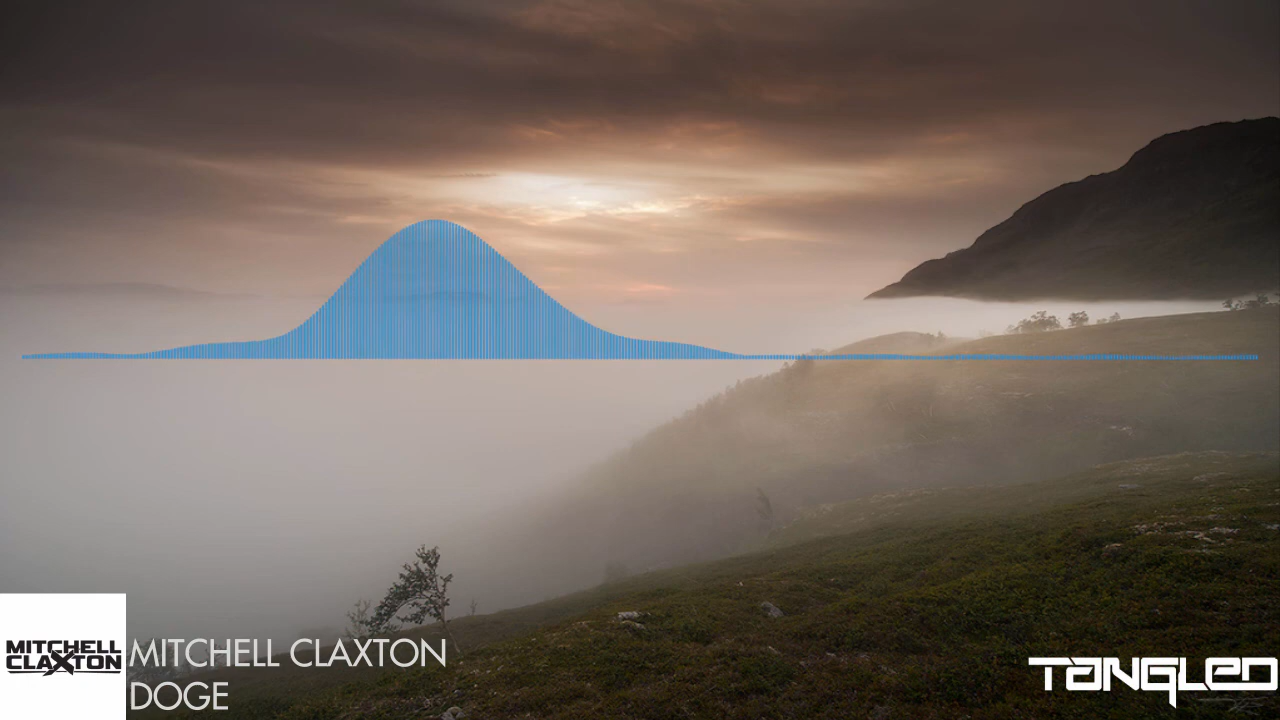 MITCHELL
CLAXTON
MITCHELL CLAXTON
DOGE
TANGLED